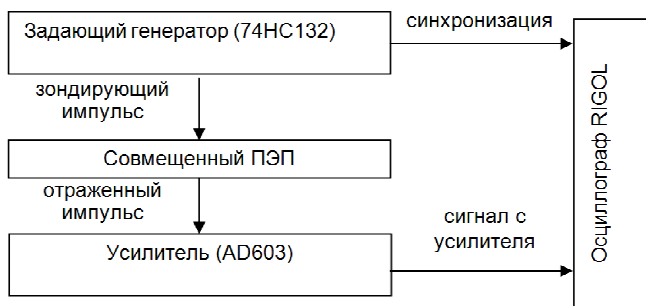 Задающий генератор (74HC132)
синхронизация
зондирующий
импульс
Совмещенный ПЭП
отраженный
импульс
Усилитель (AD603)
сигнал с
усилителя
Осциллограф RIGOL